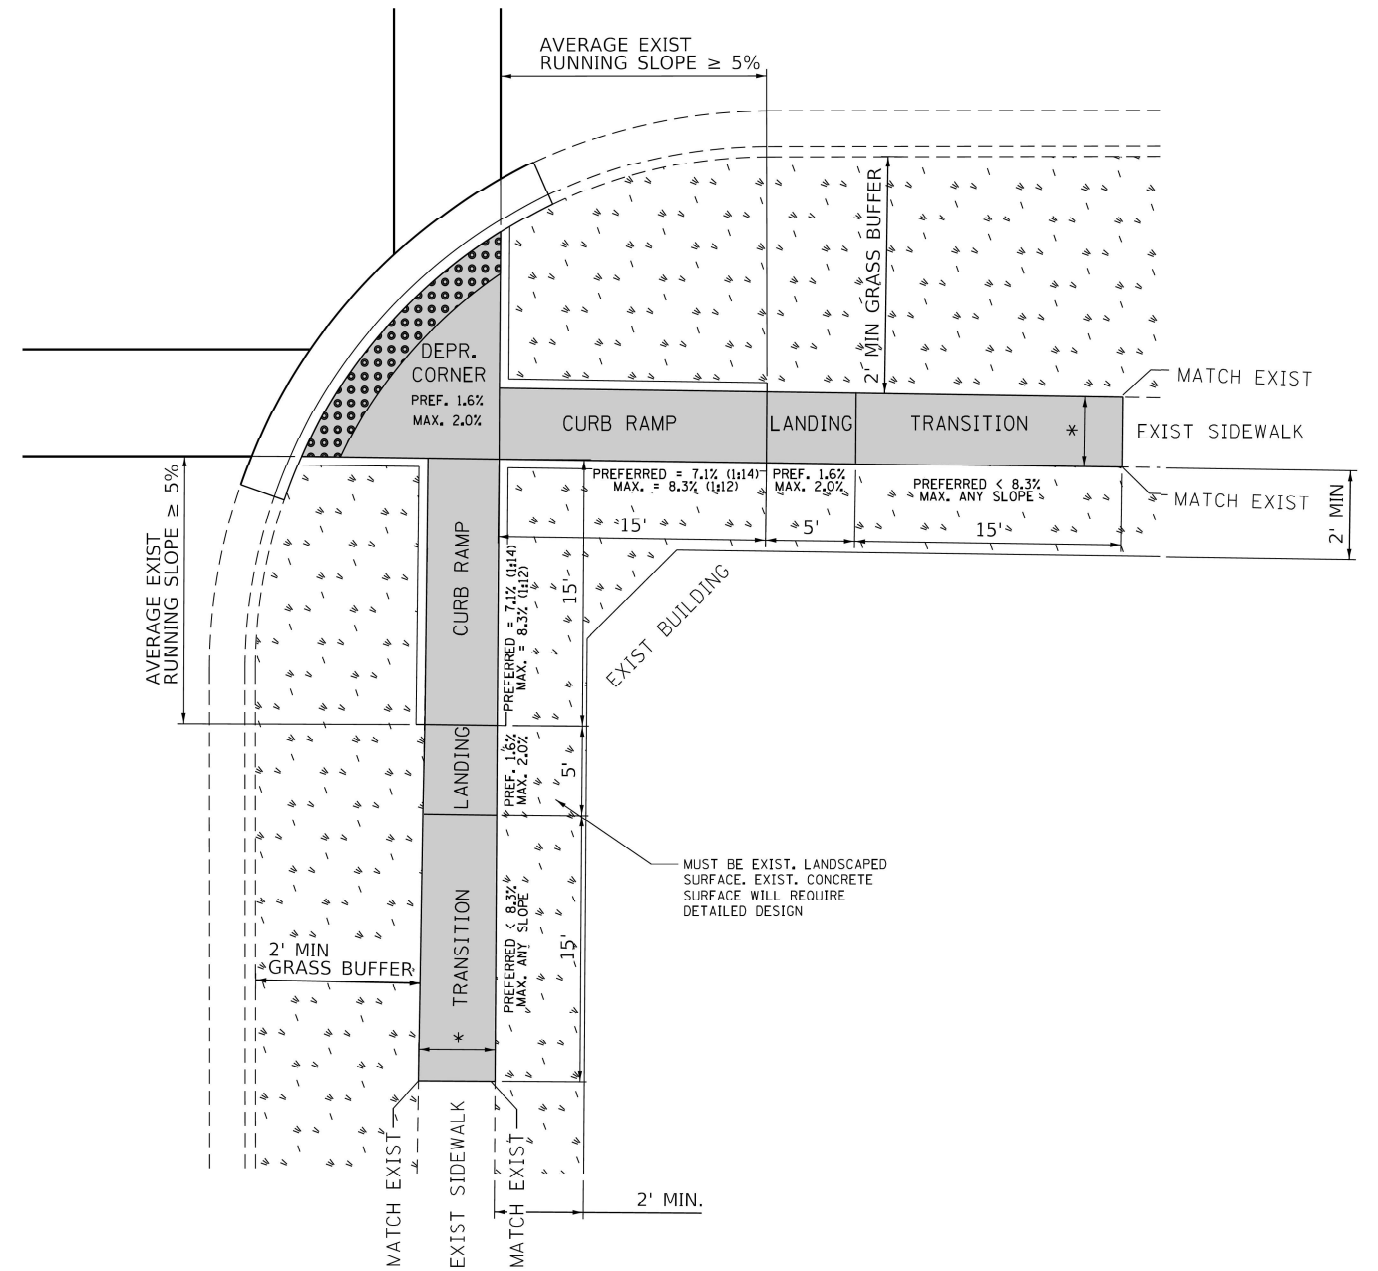 AVERAGE EXIST
RUNNING SLOPE ≥ 5%
2' MIN GRASS BUFFER
DEPR.
CORNER
PREF. 1.6%
MAX. 2.0%
MATCH EXIST
CURB RAMP
LANDING
TRANSITION
*
EXIST SIDEWALK
PREFERRED = 7.1% (1:14)
MAX. = 8.3% (1:12)
PREF. 1.6%
MAX. 2.0%
PREFERRED < 8.3%
MAX. ANY SLOPE
MATCH EXIST
15'
5'
15'
2' MIN
AVERAGE EXIST
RUNNING SLOPE ≥ 5%
CURB RAMP
PREFERRED = 7.1% (1:14)
MAX. = 8.3% (1:12)
15'
EXIST BUILDING
LANDING
PREF. 1.6%
MAX. 2.0%
5'
MUST BE EXIST. LANDSCAPED
SURFACE. EXIST. CONCRETE
SURFACE WILL REQUIRE
DETAILED DESIGN
TRANSITION
PREFERRED < 8.3%
MAX. ANY SLOPE
15'
2' MIN
GRASS BUFFER
*
MATCH EXIST
EXIST SIDEWALK
MATCH EXIST
2' MIN.